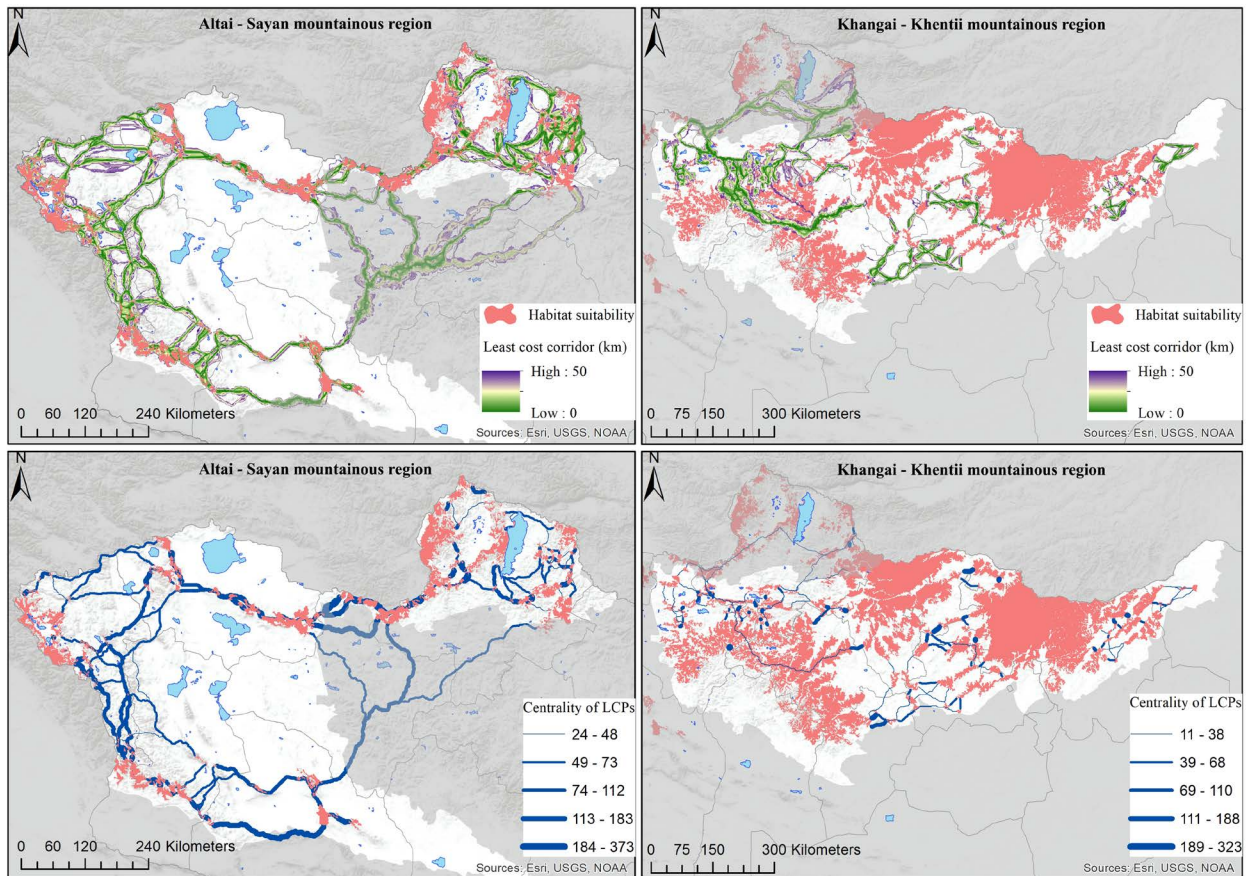 Altai - Sayan mountainous region
N
Habitat suitability
Least cost corridor (km)
High : 50
Low : 0
0 60 120 240 Kilometers
Sources: Esri, USGS, NOAA
Khangai - Khentii mountainous region
N
Habitat suitability
Least cost corridor (km)
High : 50
Low : 0
0 75 150 300 Kilometers
Sources: Esri, USGS, NOAA
Altai - Sayan mountainous region
N
Centrality of LCPs
24 - 48
49 - 73
74 - 112
113 - 183
184 - 373
0 60 120 240 Kilometers
Sources: Esri, USGS, NOAA
Khangai - Khentii mountainous region
N
Centrality of LCPs
11 - 38
39 - 68
69 - 110
111 - 188
189 - 323
0 75 150 300 Kilometers
Sources: Esri, USGS, NOAA